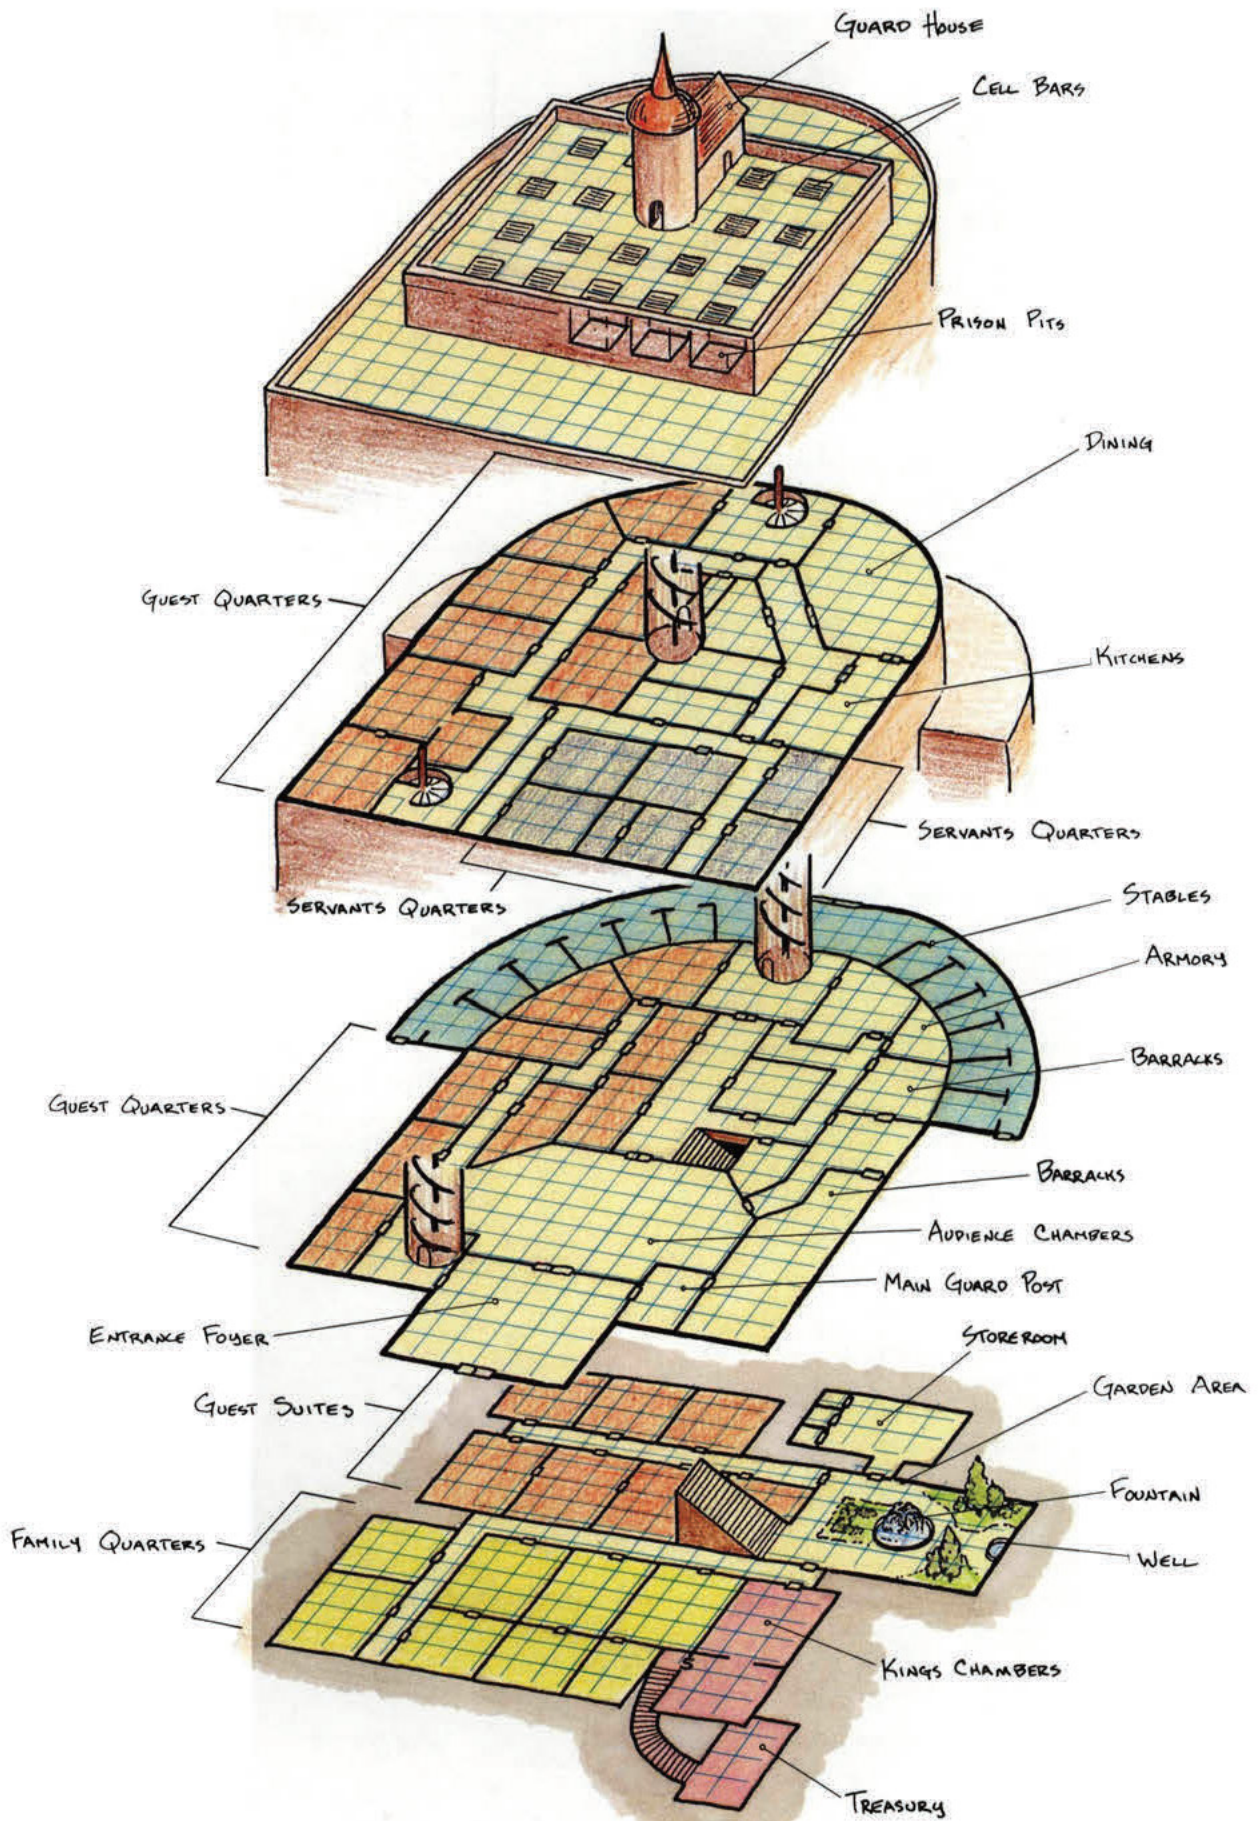 GUARD HOUSE
CELL BARS
PRISON PITS
DINING
GUEST QUARTERS
KITCHENS
SERVANTS QUARTERS
SERVANTS QUARTERS
STABLES
ARMORY
BARRACKS
GUEST QUARTERS
BARRACKS
AUDIENCE CHAMBERS
MAIN GUARD POST
ENTRANCE FOYER
STOREROOM
GARDEN AREA
GUEST SUITES
FOUNTAIN
FAMILY QUARTERS
WELL
S
KINGS CHAMBERS
TREASURY